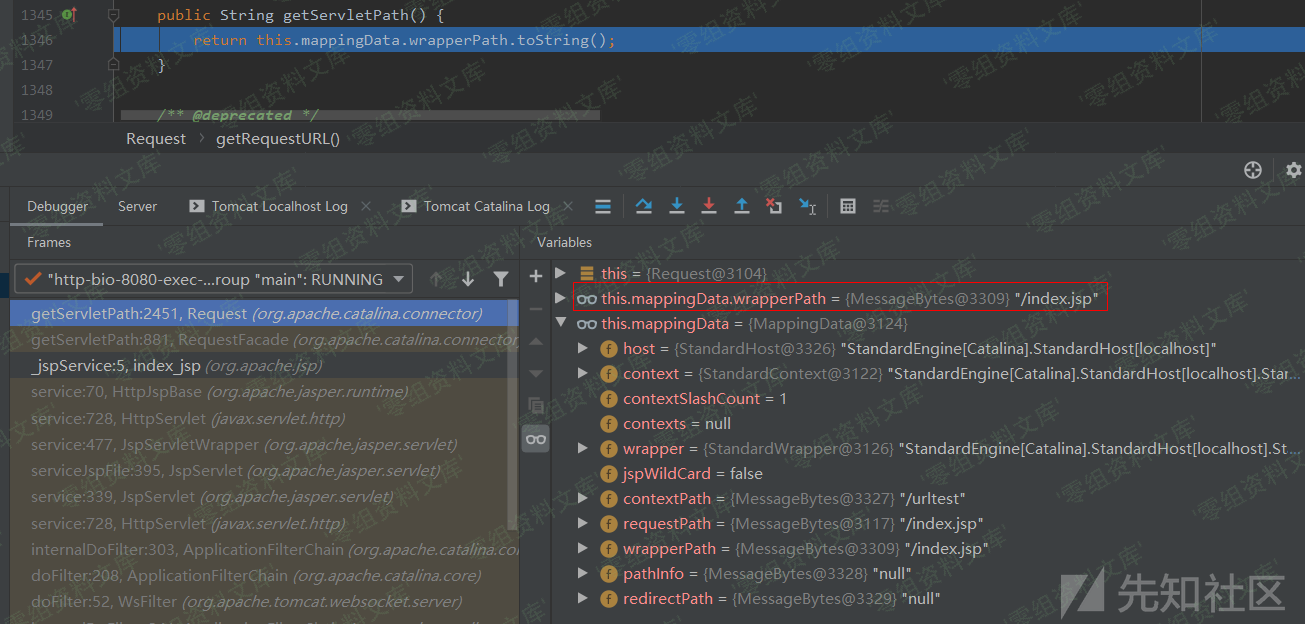 1345 public String getServletPath() {
1346 return this.mappingData.wrapperPath.toString();
1347 }
1348
1349 /** @deprecated */
Request › getRequestURL()
Debugger Server Tomcat Localhost Log Tomcat Catalina Log
Frames Variables
"http-bio-8080-exec-...roup "main": RUNNING
getServletPath:2451, Request (org.apache.catalina.connector)
getServletPath:881, RequestFacade (org.apache.catalina.connector
_jspService:5, index_jsp (org.apache.jsp)
service:70, HttpJspBase (org.apache.jasper.runtime)
service:728, HttpServlet (javax.servlet.http)
service:477, JspServletWrapper (org.apache.jasper.servlet)
serviceJspFile:395, JspServlet (org.apache.jasper.servlet)
service:339, JspServlet (org.apache.jasper.servlet)
service:728, HttpServlet (javax.servlet.http)
internalDoFilter:303, ApplicationFilterChain (org.apache.catalina.co
doFilter:208, ApplicationFilterChain (org.apache.catalina.core)
doFilter:52, WsFilter (org.apache.tomcat.websocket.server)
this = {Request@3104}
this.mappingData.wrapperPath = {MessageBytes@3309} "/index.jsp"
this.mappingData = {MappingData@3124}
host = {StandardHost@3326} "StandardEngine[Catalina].StandardHost[localhost]"
context = {StandardContext@3122} "StandardEngine[Catalina].StandardHost[localhost].Star...
contextSlashCount = 1
contexts = null
wrapper = {StandardWrapper@3126} "StandardEngine[Catalina].StandardHost[localhost].St...
jspWildCard = false
contextPath = {MessageBytes@3327} "/urltest"
requestPath = {MessageBytes@3117} "/index.jsp"
wrapperPath = {MessageBytes@3309} "/index.jsp"
pathInfo = {MessageBytes@3328} "null"
redirectPath = {MessageBytes@3329} "null"
'零组资料文库'
先知社区